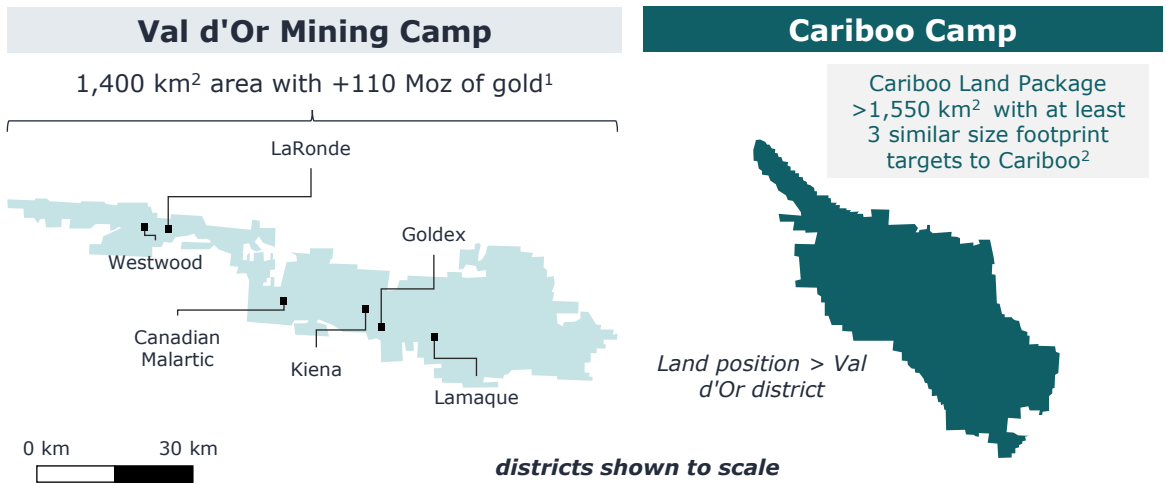 Val d'Or Mining Camp
1,400 km² area with +110 Moz of gold¹
LaRonde
Westwood
Goldex
Canadian
Malartic
Kiena
Lamaque
0 km
30 km
Cariboo Camp
Cariboo Land Package
>1,550 km² with at least
3 similar size footprint
targets to Cariboo²
Land position > Val
d'Or district
districts shown to scale